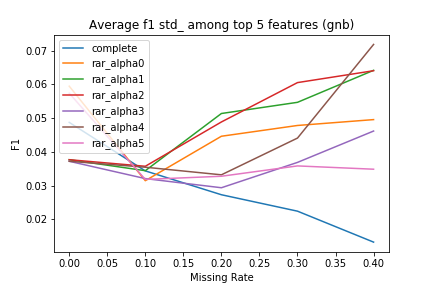 Average f1 std_ among top 5 features (gnb)
complete
rar_alpha0
rar_alpha1
rar_alpha2
rar_alpha3
rar_alpha4
rar_alpha5
0.07
0.06
0.05
0.04
0.03
0.02
F1
0.00 0.05 0.10 0.15 0.20 0.25 0.30 0.35 0.40
Missing Rate